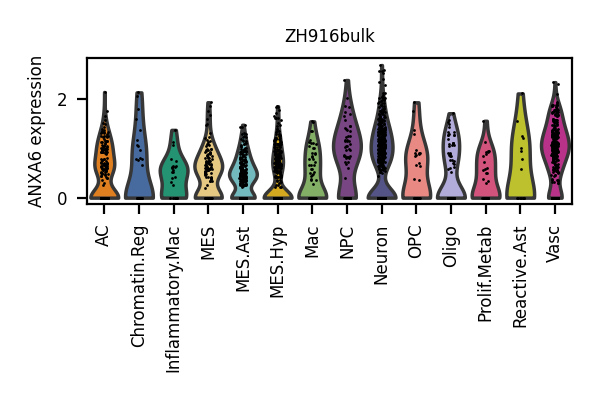 ZH916bulk
ANXA6 expression
2
0
AC
Chromatin.Reg
Inflammatory.Mac
MES
MES.Ast
MES.Hyp
Mac
NPC
Neuron
OPC
Oligo
Prolif.Metab
Reactive.Ast
Vasc